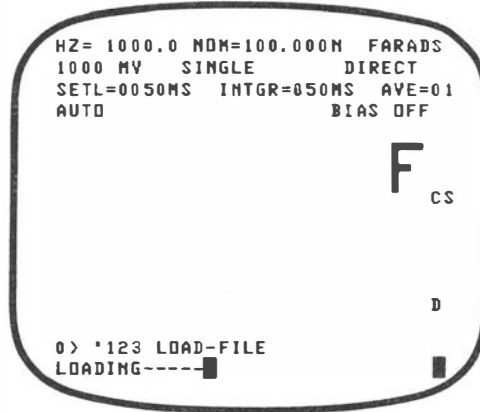 HZ= 1000.0 NOM=100.000N FARADS
1000 MV SINGLE DIRECT
SETL=0050MS INTGR=050MS AVE=01
AUTO BIAS OFF
F
CS
D
0> "123 LOAD-FILE
LOADING-----